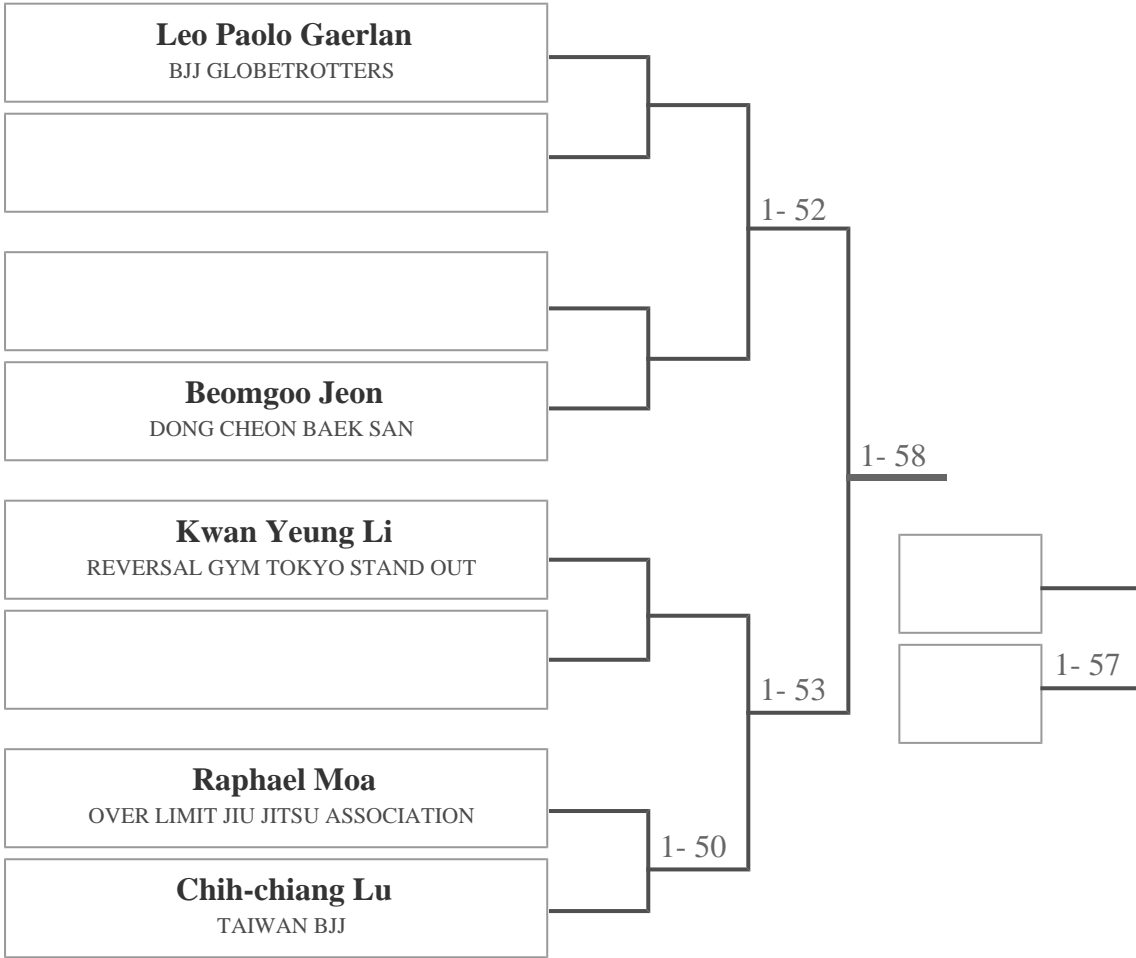 Leo Paolo Gaerlan
BJJ GLOBETROTTERS
1- 52
Beomgoo Jeon
DONG CHEON BAEK SAN
1- 58
Kwan Yeung Li
REVERSAL GYM TOKYO STAND OUT
1- 57
1- 53
Raphael Moa
OVER LIMIT JIU JITSU ASSOCIATION
1- 50
Chih-chiang Lu
TAIWAN BJJ